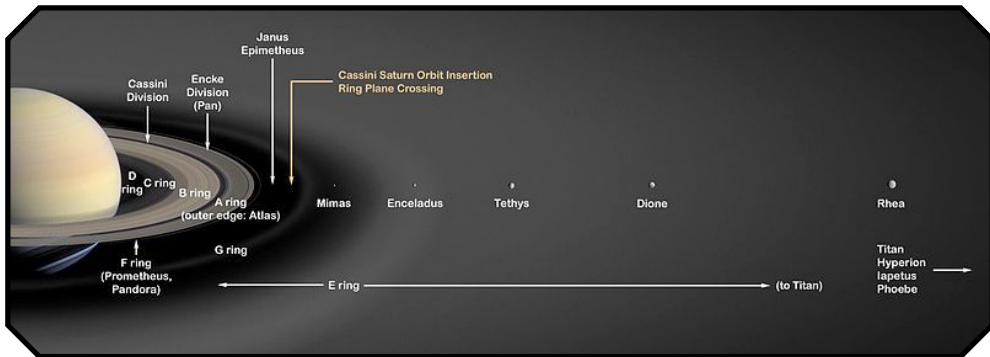 Janus
Epimetheus
Cassini Saturn Orbit Insertion
Ring Plane Crossing
Encke
Division
(Pan)
Cassini
Division
D
ring
C ring
B ring
A ring
(outer edge: Atlas)
Mimas
Enceladus
Tethys
Dione
Rhea
G ring
F ring
(Prometheus,
Pandora)
E ring
(to Titan)
Titan
Hyperion
Iapetus
Phoebe